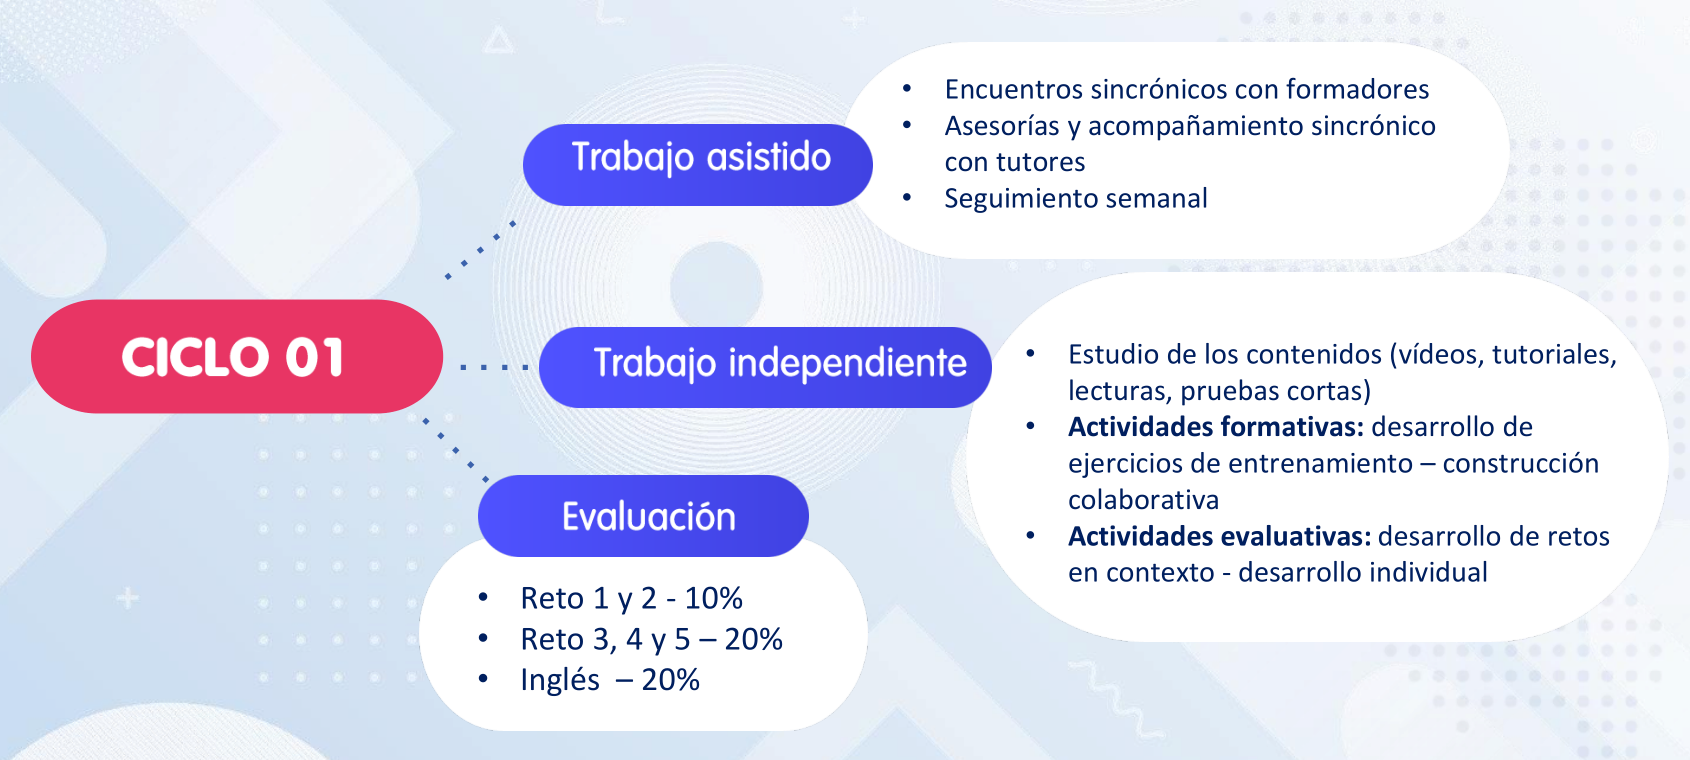 CICLO 01
Trabajo asistido
• Encuentros sincrónicos con formadores
• Asesorías y acompañamiento sincrónico
con tutores
• Seguimiento semanal
Trabajo independiente
• Estudio de los contenidos (vídeos, tutoriales,
lecturas, pruebas cortas)
• Actividades formativas: desarrollo de
ejercicios de entrenamiento – construcción
colaborativa
• Actividades evaluativas: desarrollo de retos
en contexto - desarrollo individual
Evaluación
• Reto 1 y 2 - 10%
• Reto 3, 4 y 5 – 20%
• Inglés – 20%